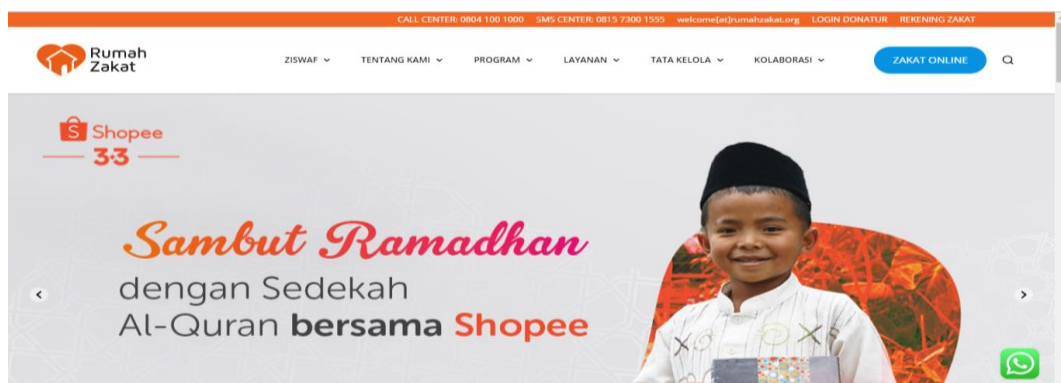 CALL CENTER: 0804 100 1000 SMS CENTER: 0815 7300 1555 welcome[at]rumahzakat.org LOGIN DONATUR REKENING ZAKAT
Rumah
Zakat
ZISWAF TENTANG KAMI PROGRAM LAYANAN TATA KELOLA KOLABORASI ZAKAT ONLINE
S Shopee
3.3
Sambut Ramadhan
dengan Sedekah
Al-Quran bersama Shopee